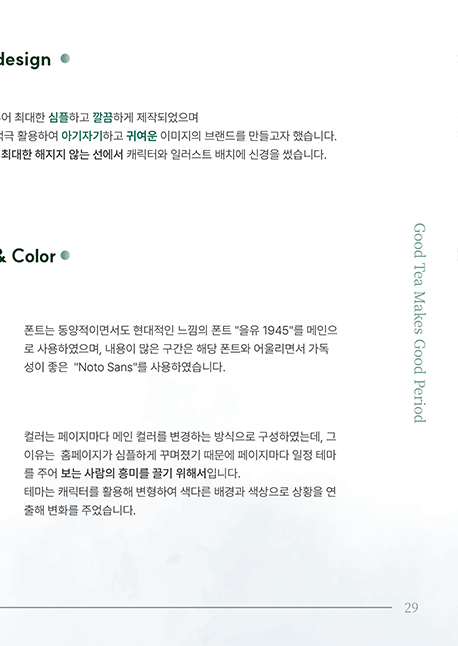 design
어 최대한 심플하고 깔끔하게 제작되었으며
극 활용하여 아기자기하고 귀여운 이미지의 브랜드를 만들고자 했습니다.
최대한 해지지 않는 선에서 캐릭터와 일러스트 배치에 신경을 썼습니다.
& Color
폰트는 동양적이면서도 현대적인 느낌의 폰트 "을유 1945"를 메인으
로 사용하였으며, 내용이 많은 구간은 해당 폰트와 어울리면서 가독
성이 좋은 "Noto Sans"를 사용하였습니다.
컬러는 페이지마다 메인 컬러를 변경하는 방식으로 구성하였는데, 그
이유는 홈페이지가 심플하게 꾸며졌기 때문에 페이지마다 일정 테마
를 주어 보는 사람의 흥미를 끌기 위해서입니다.
테마는 캐릭터를 활용해 변형하여 색다른 배경과 색상으로 상황을 연
출해 변화를 주었습니다.
Good Tea Makes Good Period
29